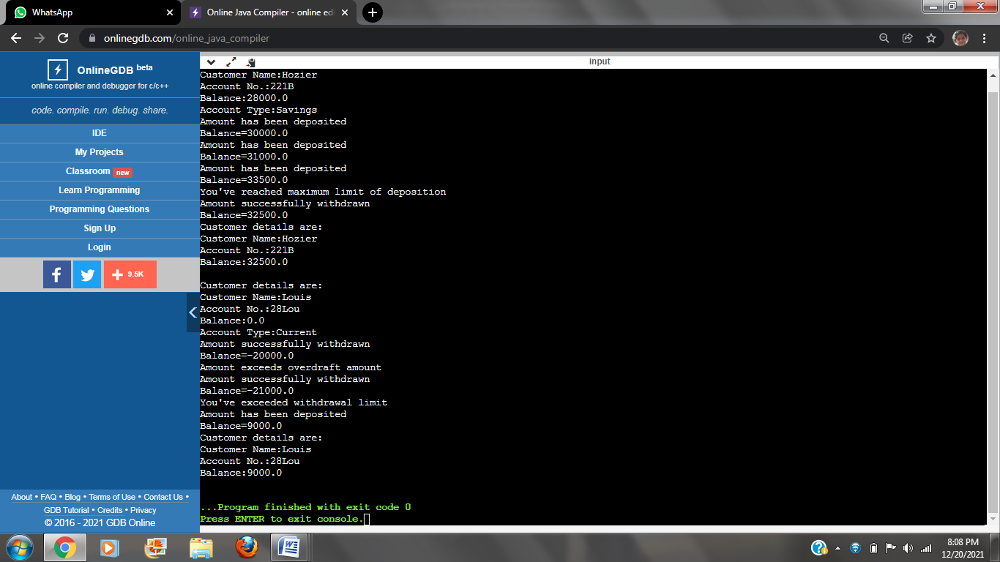 WhatsApp
Online Java Compiler - online edi
onlinegdb.com/online_java_compiler
OnlineGDB beta
online compiler and debugger for c/c++
code. compile. run. debug. share.
IDE
My Projects
Classroom new
Learn Programming
Programming Questions
Sign Up
Login
9.5K
About • FAQ • Blog • Terms of Use • Contact Us •
GDB Tutorial • Credits • Privacy
© 2016 - 2021 GDB Online
input
Customer Name:Hozier
Account No.:221B
Balance:28000.0
Account Type:Savings
Amount has been deposited
Balance=30000.0
Amount has been deposited
Balance=31000.0
Amount has been deposited
Balance=33500.0
You've reached maximum limit of deposition
Amount successfully withdrawn
Balance=32500.0
Customer details are:
Customer Name:Hozier
Account No.:221B
Balance:32500.0
Customer details are:
Customer Name:Louis
Account No.:28Lou
Balance:0.0
Account Type:Current
Amount successfully withdrawn
Balance=-20000.0
Amount exceeds overdraft amount
Amount successfully withdrawn
Balance=-21000.0
You've exceeded withdrawal limit
Amount has been deposited
Balance=9000.0
Customer details are:
Customer Name:Louis
Account No.:28Lou
Balance:9000.0
...Program finished with exit code 0
Press ENTER to exit console.
8:08 PM
12/20/2021